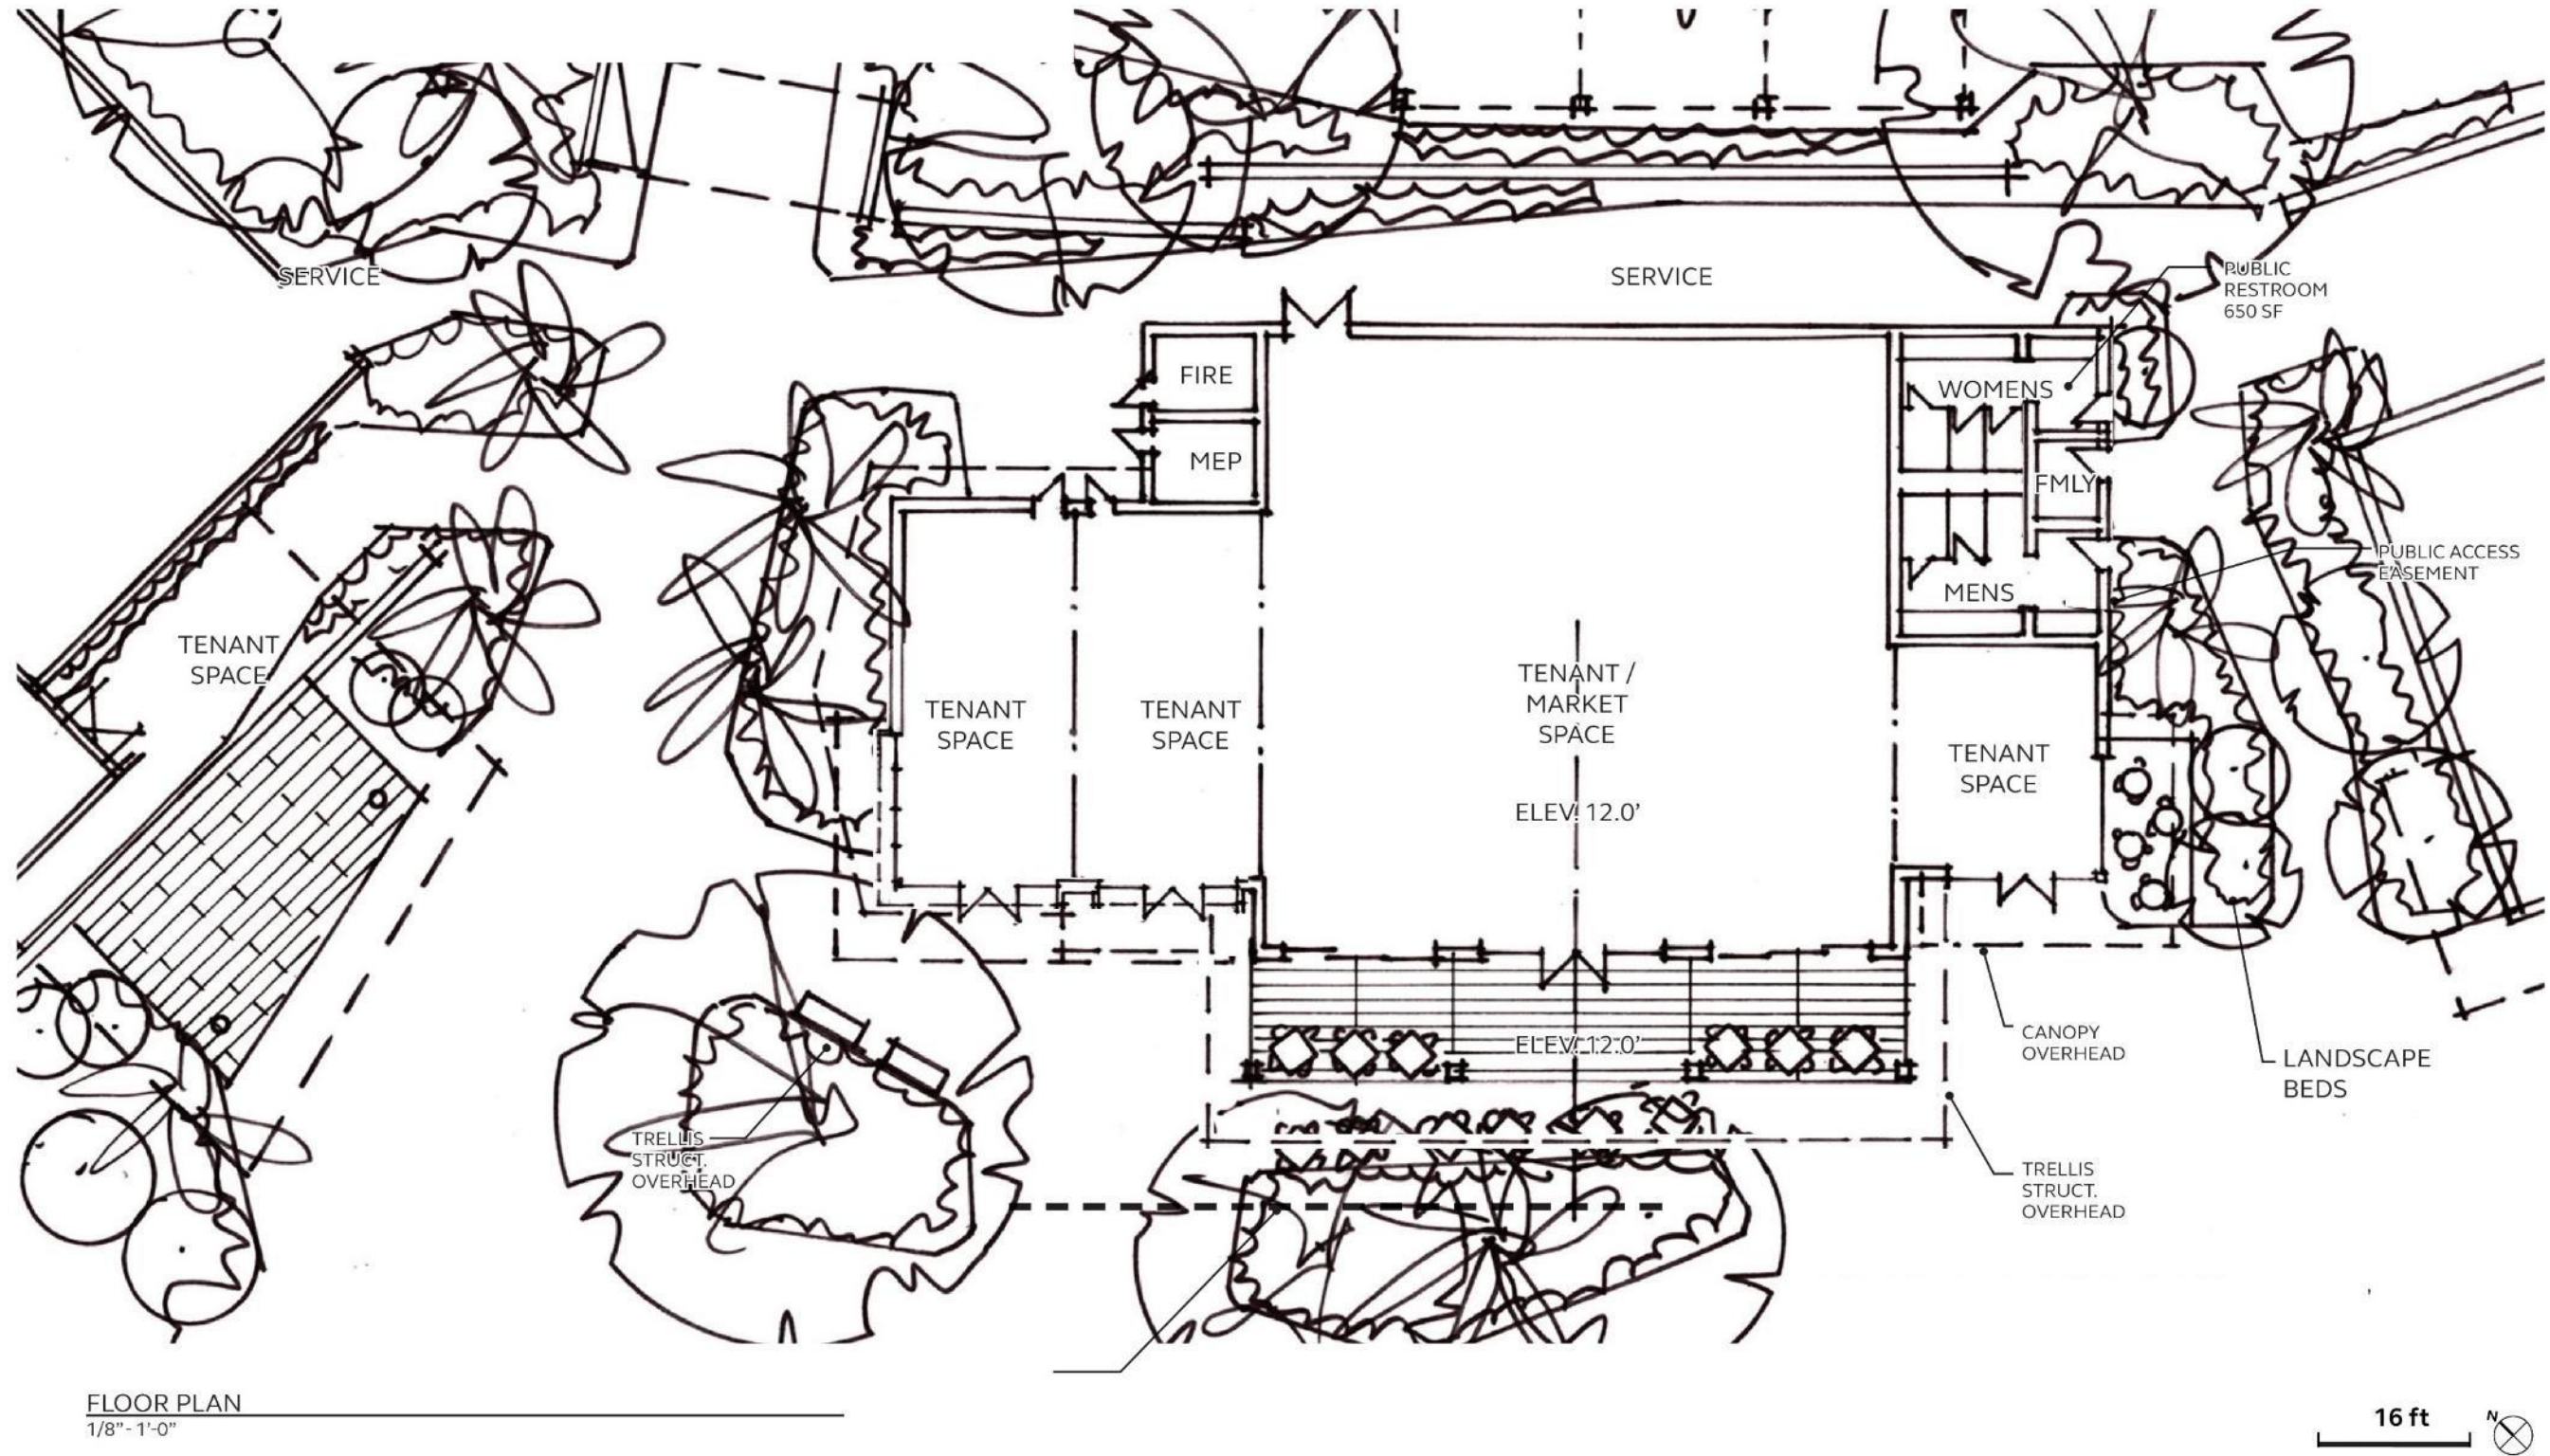 SERVICE
SERVICE
PUBLIC
RESTROOM
650 SF
FIRE
WOMENS
MEP
FMLY
PUBLIC ACCESS
EASEMENT
MENS
TENANT
SPACE
TENANT
SPACE
TENANT
SPACE
TENANT /
MARKET
SPACE
ELEV. 12.0’
TENANT
SPACE
ELEV. 12.0’
CANOPY
OVERHEAD
LANDSCAPE
BEDS
TRELLIS
STRUCT.
OVERHEAD
TRELLIS
STRUCT.
OVERHEAD
FLOOR PLAN
1/8”- 1’-0”
16 ft
N